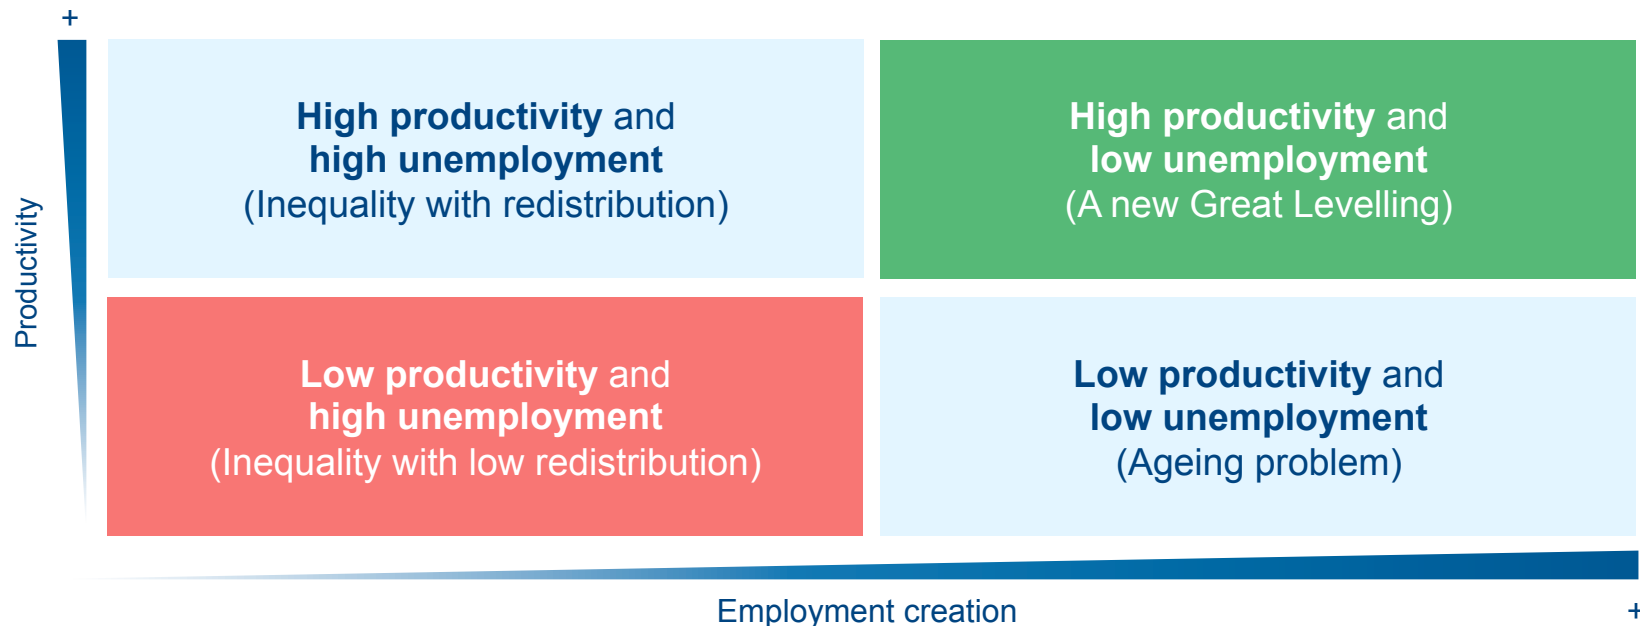 +
High productivity and
high unemployment
(Inequality with redistribution)
High productivity and
low unemployment
(A new Great Levelling)
Productivity
Low productivity and
high unemployment
(Inequality with low redistribution)
Low productivity and
low unemployment
(Ageing problem)
Employment creation
+